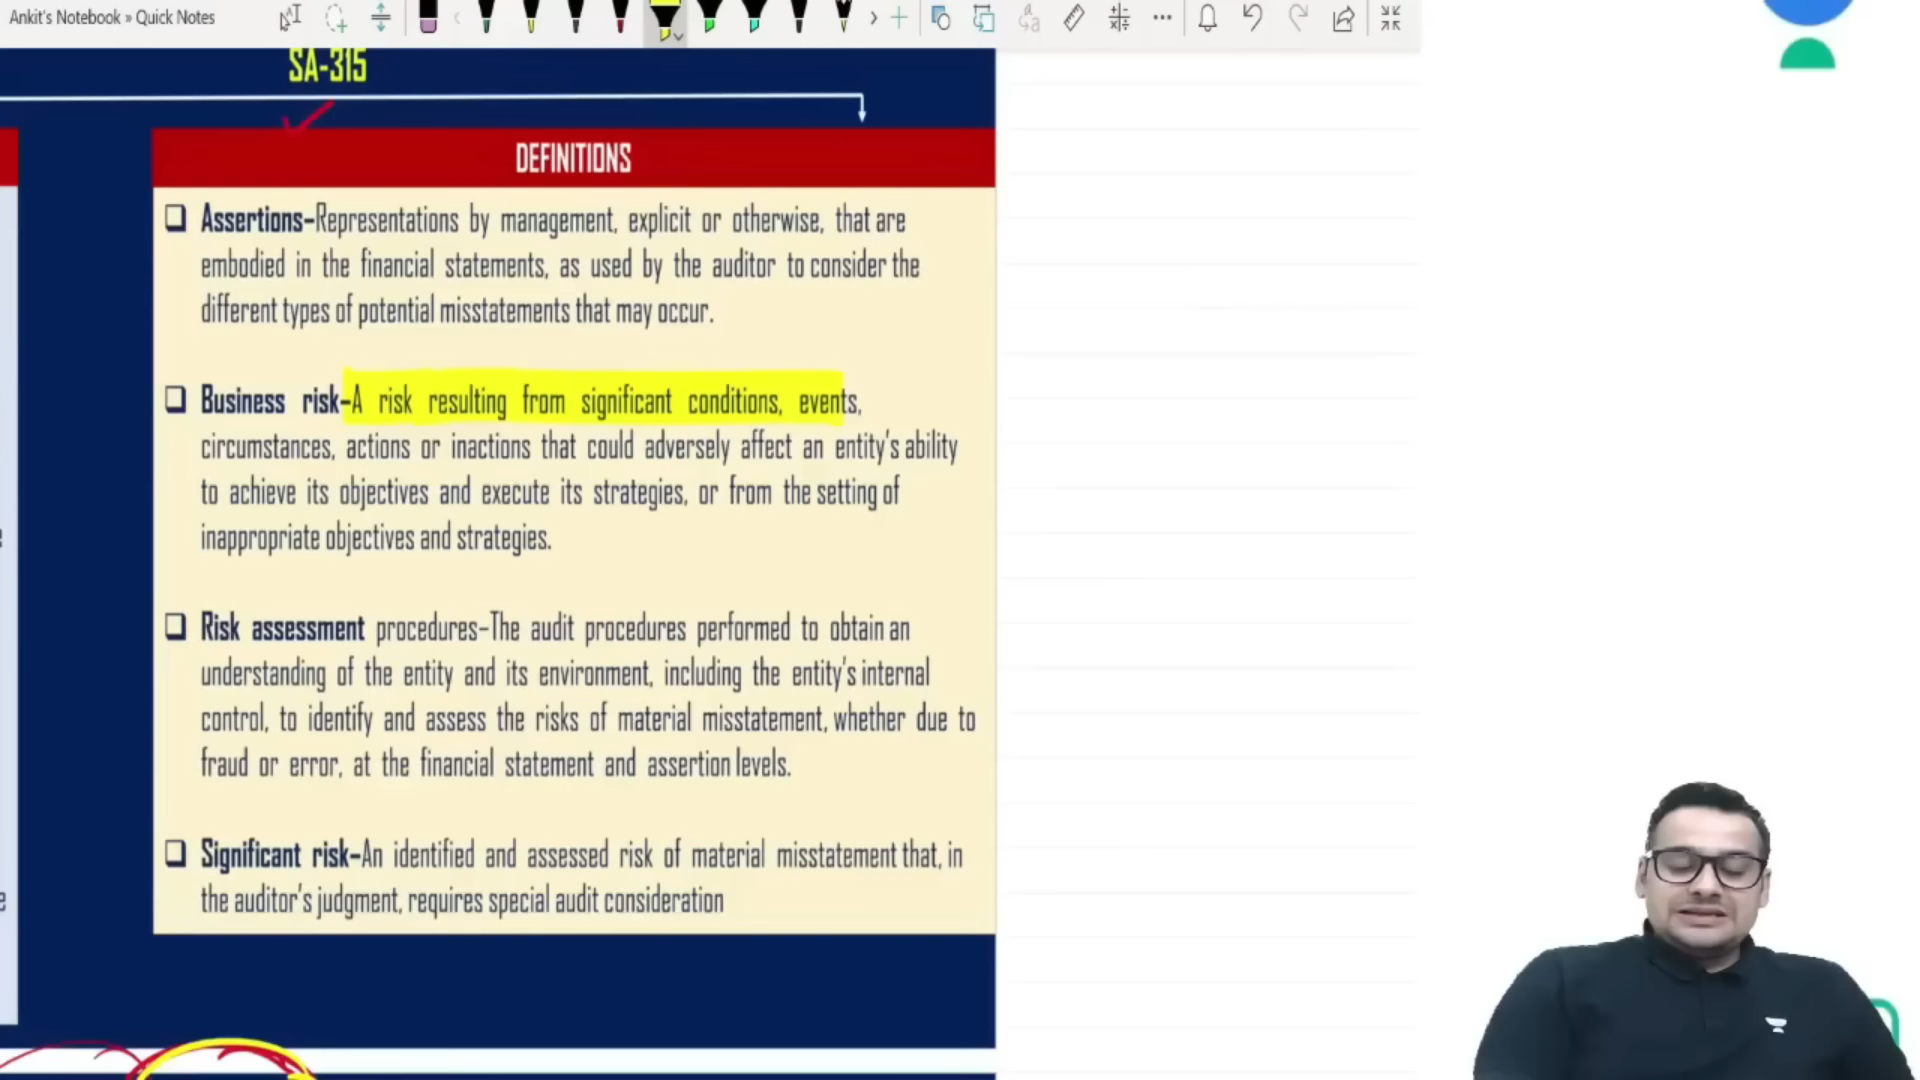 Ankit's Notebook » Quick Notes
SA-315
DEFINITIONS
❑ Assertions–Representations by management, explicit or otherwise, that are
embodied in the financial statements, as used by the auditor to consider the
different types of potential misstatements that may occur.
❑ Business risk–A risk resulting from significant conditions, events,
circumstances, actions or inactions that could adversely affect an entity's ability
to achieve its objectives and execute its strategies, or from the setting of
inappropriate objectives and strategies.
❑ Risk assessment procedures–The audit procedures performed to obtain an
understanding of the entity and its environment, including the entity's internal
control, to identify and assess the risks of material misstatement, whether due to
fraud or error, at the financial statement and assertion levels.
❑ Significant risk–An identified and assessed risk of material misstatement that, in
the auditor's judgment, requires special audit consideration